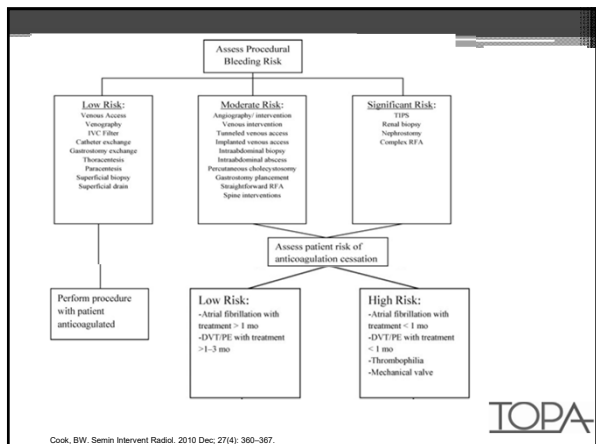 Assess Procedural
Bleeding Risk
Low Risk:
Venous Access
Venography
IVC Filter
Catheter exchange
Gastrostomy exchange
Thoracentesis
Paracentesis
Superficial biopsy
Superficial drain
Moderate Risk:
Angiography/ intervention
Venous intervention
Tunneled venous access
Implanted venous access
Intraabdominal biopsy
Intraabdominal abscess
Percutaneous cholecystosomy
Gastrostomy plancement
Straightforward RFA
Spine interventions
Significant Risk:
TIPS
Renal biopsy
Nephrostomy
Complex RFA
Assess patient risk of
anticoagulation cessation
Perform procedure
with patient
anticoagulated
Low Risk:
-Atrial fibrillation with
treatment > 1 mo
-DVT/PE with treatment
>1–3 mo
High Risk:
-Atrial fibrillation with
treatment < 1 mo
-DVT/PE with treatment
< 1 mo
-Thrombophilia
-Mechanical valve
TOPA
Cook, BW. Semin Intervent Radiol. 2010 Dec; 27(4): 360–367.